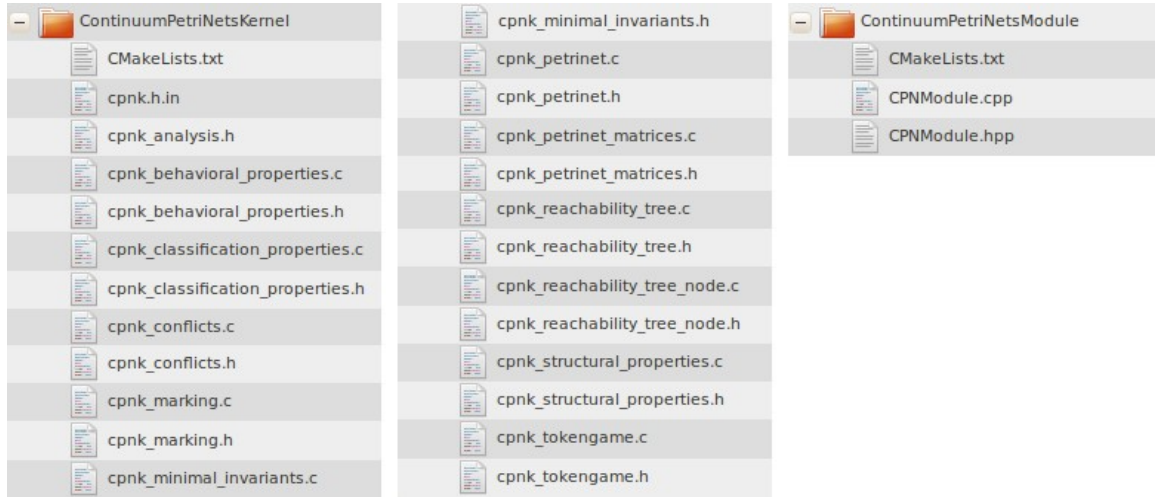 ContinuumPetriNetsKernel
CMakeLists.txt
cpnk.h.in
cpnk_analysis.h
cpnk_behavioral_properties.c
cpnk_behavioral_properties.h
cpnk_classification_properties.c
cpnk_classification_properties.h
cpnk_conflicts.c
cpnk_conflicts.h
cpnk_marking.c
cpnk_marking.h
cpnk_minimal_invariants.c
cpnk_minimal_invariants.h
cpnk_petrinet.c
cpnk_petrinet.h
cpnk_petrinet_matrices.c
cpnk_petrinet_matrices.h
cpnk_reachability_tree.c
cpnk_reachability_tree.h
cpnk_reachability_tree_node.c
cpnk_reachability_tree_node.h
cpnk_structural_properties.c
cpnk_structural_properties.h
cpnk_tokengame.c
cpnk_tokengame.h
ContinuumPetriNetsModule
CMakeLists.txt
CPNModule.cpp
CPNModule.hpp